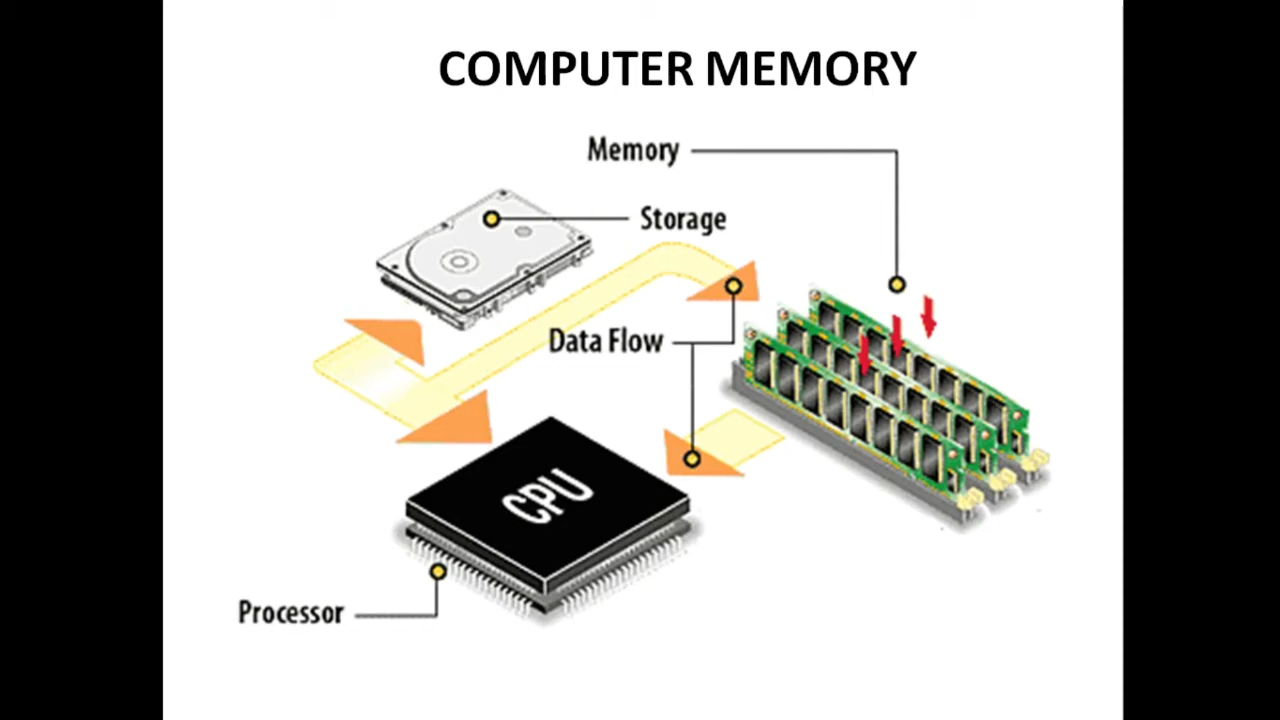 COMPUTER MEMORY
Memory
Storage
Data Flow
CPU
Processor